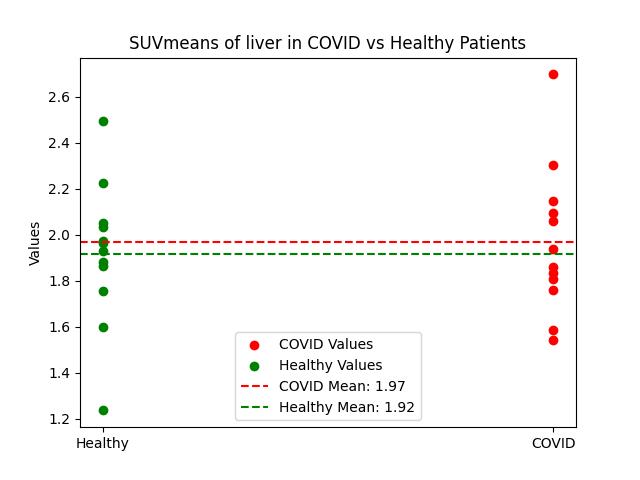 SUVmeans of liver in COVID vs Healthy Patients
Values
2.6
2.4
2.2
2.0
1.8
1.6
1.4
1.2
COVID Values
Healthy Values
COVID Mean: 1.97
Healthy Mean: 1.92
Healthy
COVID